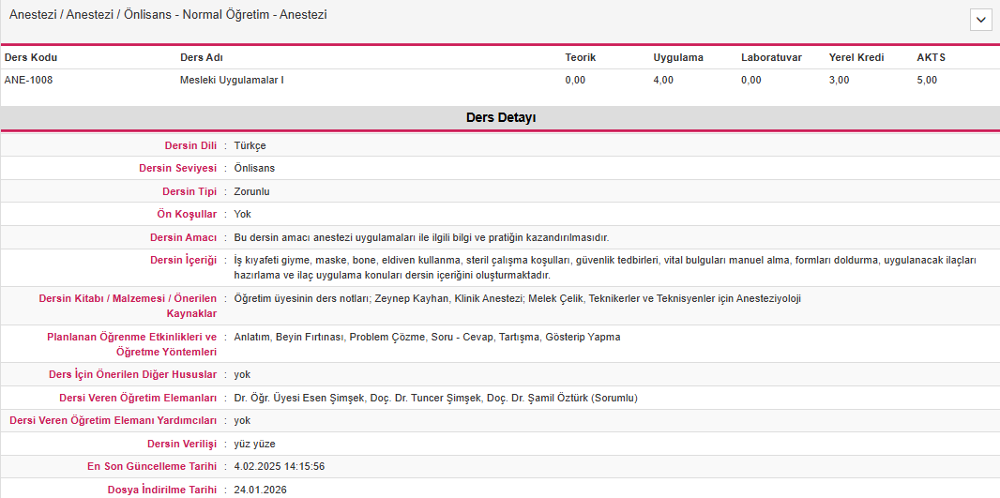 Anestezi / Anestezi / Önlisans - Normal Öğretim - Anestezi
Ders Kodu Ders Adı Teorik Uygulama Laboratuvar Yerel Kredi AKTS
ANE-1008 Mesleki Uygulamalar I 0,00 4,00 0,00 3,00 5,00
Ders Detayı
Dersin Dili : Türkçe
Dersin Seviyesi : Önlisans
Dersin Tipi : Zorunlu
Ön Koşullar : Yok
Dersin Amacı : Bu dersin amacı anestezi uygulamaları ile ilgili bilgi ve pratiğin kazandırılmasıdır.
Dersin İçeriği : İş kıyafeti giyme, maske, bone, eldiven kullanma, steril çalışma koşulları, güvenlik tedbirleri, vital bulguları manuel alma, formları doldurma, uygulanacak ilaçları
hazırlama ve ilaç uygulama konuları dersin içeriğini oluşturmaktadır.
Dersin Kitabı / Malzemesi / Önerilen : Öğretim üyesinin ders notları; Zeynep Kayhan, Klinik Anestezi; Melek Çelik, Teknikerler ve Teknisyenler için Anesteziyoloji
Kaynaklar
Planlanan Öğrenme Etkinlikleri ve : Anlatım, Beyin Fırtınası, Problem Çözme, Soru - Cevap, Tartışma, Gösterip Yapma
Öğretme Yöntemleri
Ders İçin Önerilen Diğer Hususlar : yok
Dersi Veren Öğretim Elemanları : Dr. Öğr. Üyesi Esen Şimşek, Doç. Dr. Tuncer Şimşek, Doç. Dr. Şamil Öztürk (Sorumlu)
Dersi Veren Öğretim Elemanı Yardımcıları : yok
Dersin Verilişi : yüz yüze
En Son Güncelleme Tarihi : 4.02.2025 14:15:56
Dosya İndirilme Tarihi : 24.01.2026